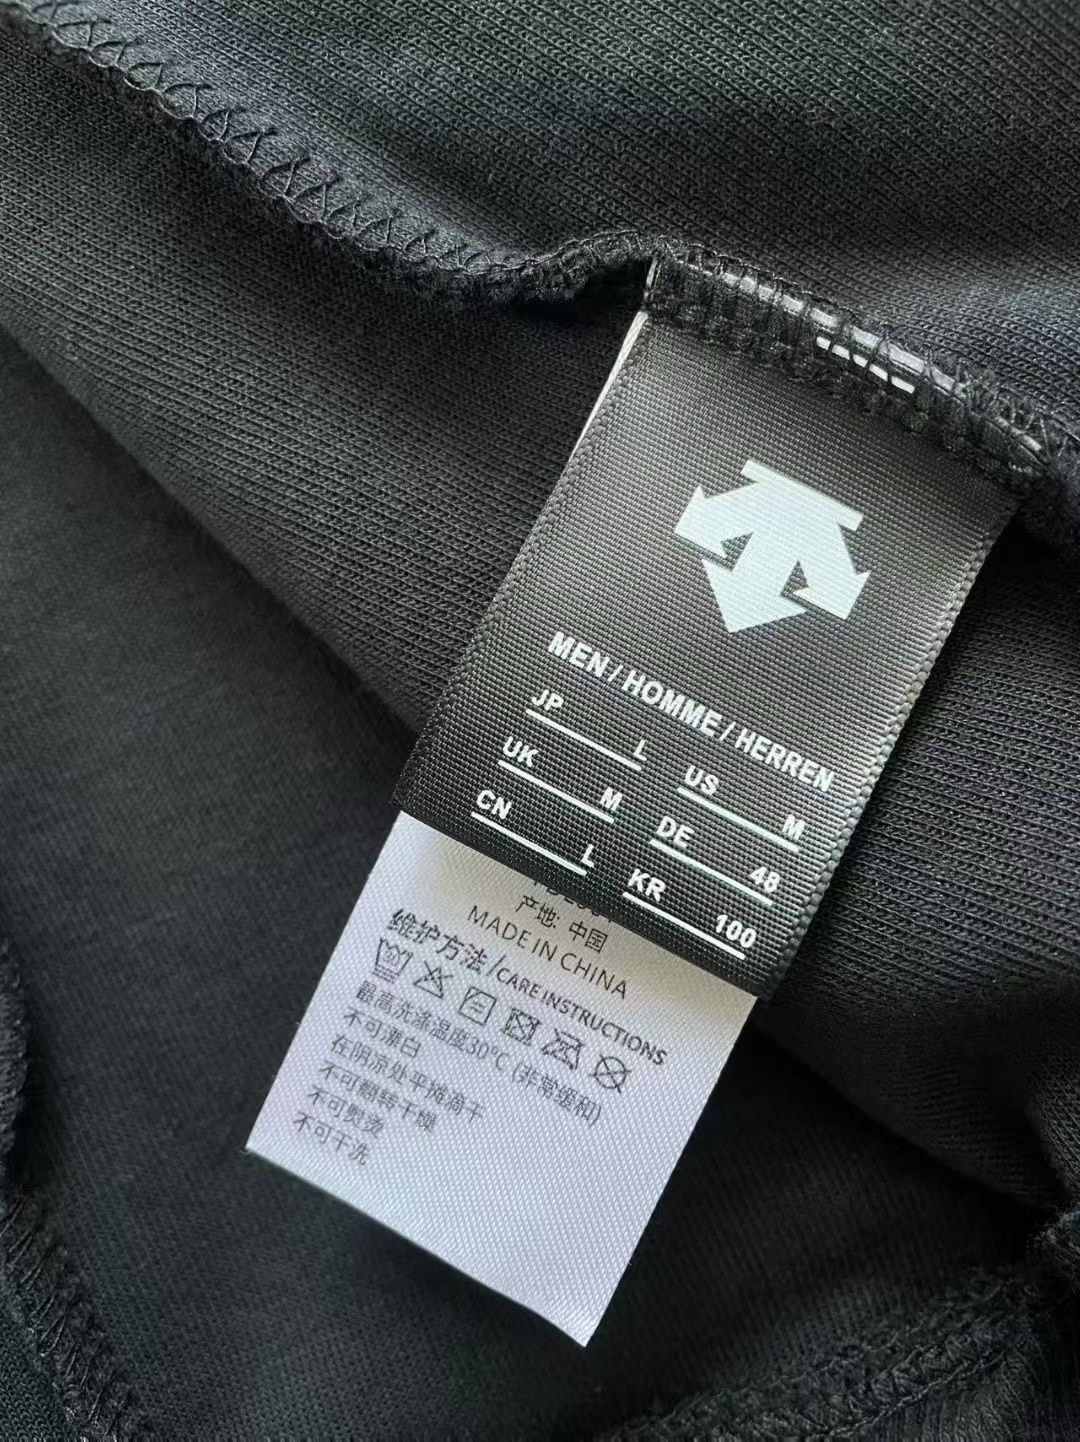 MEN / HOMME / HERREN
JP L US M
UK M DE 48
CN L KR 100
产地: 中国
MADE IN CHINA
维护方法 / CARE INSTRUCTIONS
30
最高洗涤温度30℃ (非常缓和)
不可漂白
在阴凉处平摊滴干
不可翻转干燥
不可熨烫
不可干洗